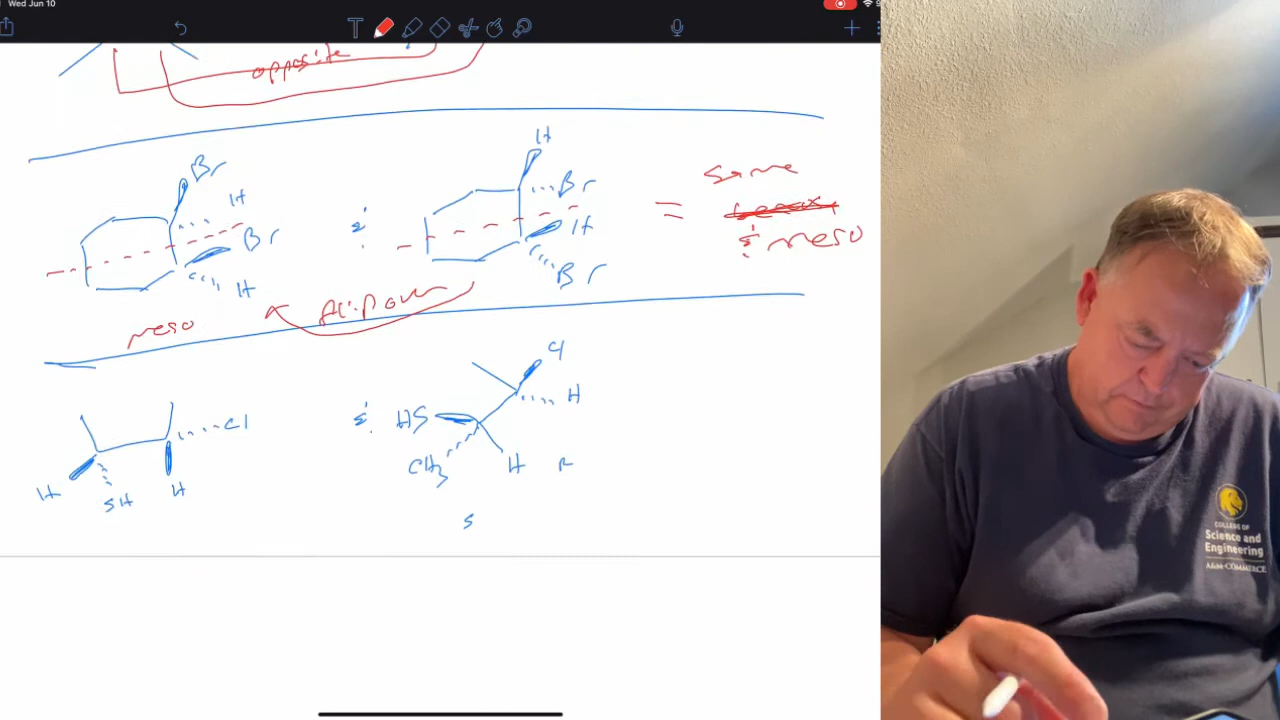 Wed Jun 10
T
opposite
Br
H
Br
H
meso
&
H
Br
H
Br
=
same
& meso
flip over
H
SH
H
Cl
&
HS
CH3
H
Cl
H
R
S
COLLEGE OF
Science and
Engineering
A&M-COMMERCE